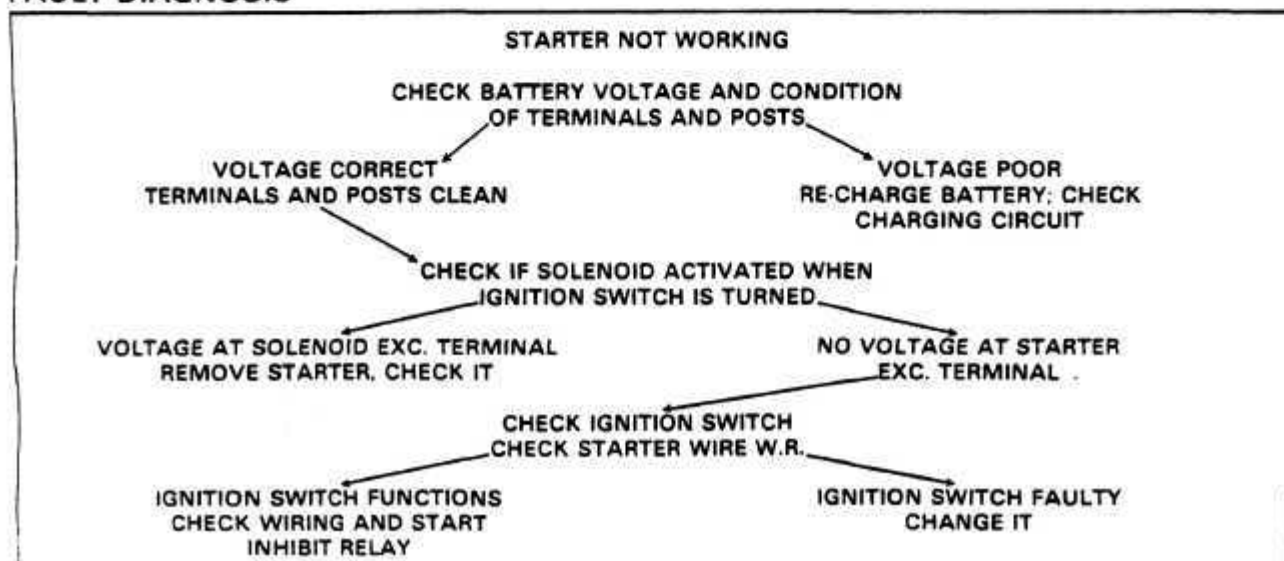 FAULT DIAGNOSIS
STARTER NOT WORKING
CHECK BATTERY VOLTAGE AND CONDITION
OF TERMINALS AND POSTS
VOLTAGE CORRECT
TERMINALS AND POSTS CLEAN
VOLTAGE POOR
RE-CHARGE BATTERY; CHECK
CHARGING CIRCUIT
CHECK IF SOLENOID ACTIVATED WHEN
IGNITION SWITCH IS TURNED
VOLTAGE AT SOLENOID EXC. TERMINAL
REMOVE STARTER, CHECK IT
NO VOLTAGE AT STARTER
EXC. TERMINAL
CHECK IGNITION SWITCH
CHECK STARTER WIRE W.R.
IGNITION SWITCH FUNCTIONS
CHECK WIRING AND START
INHIBIT RELAY
IGNITION SWITCH FAULTY
CHANGE IT